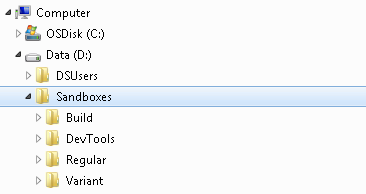 Computer
OSDisk (C:)
Data (D:)
DSUsers
Sandboxes
Build
DevTools
Regular
Variant